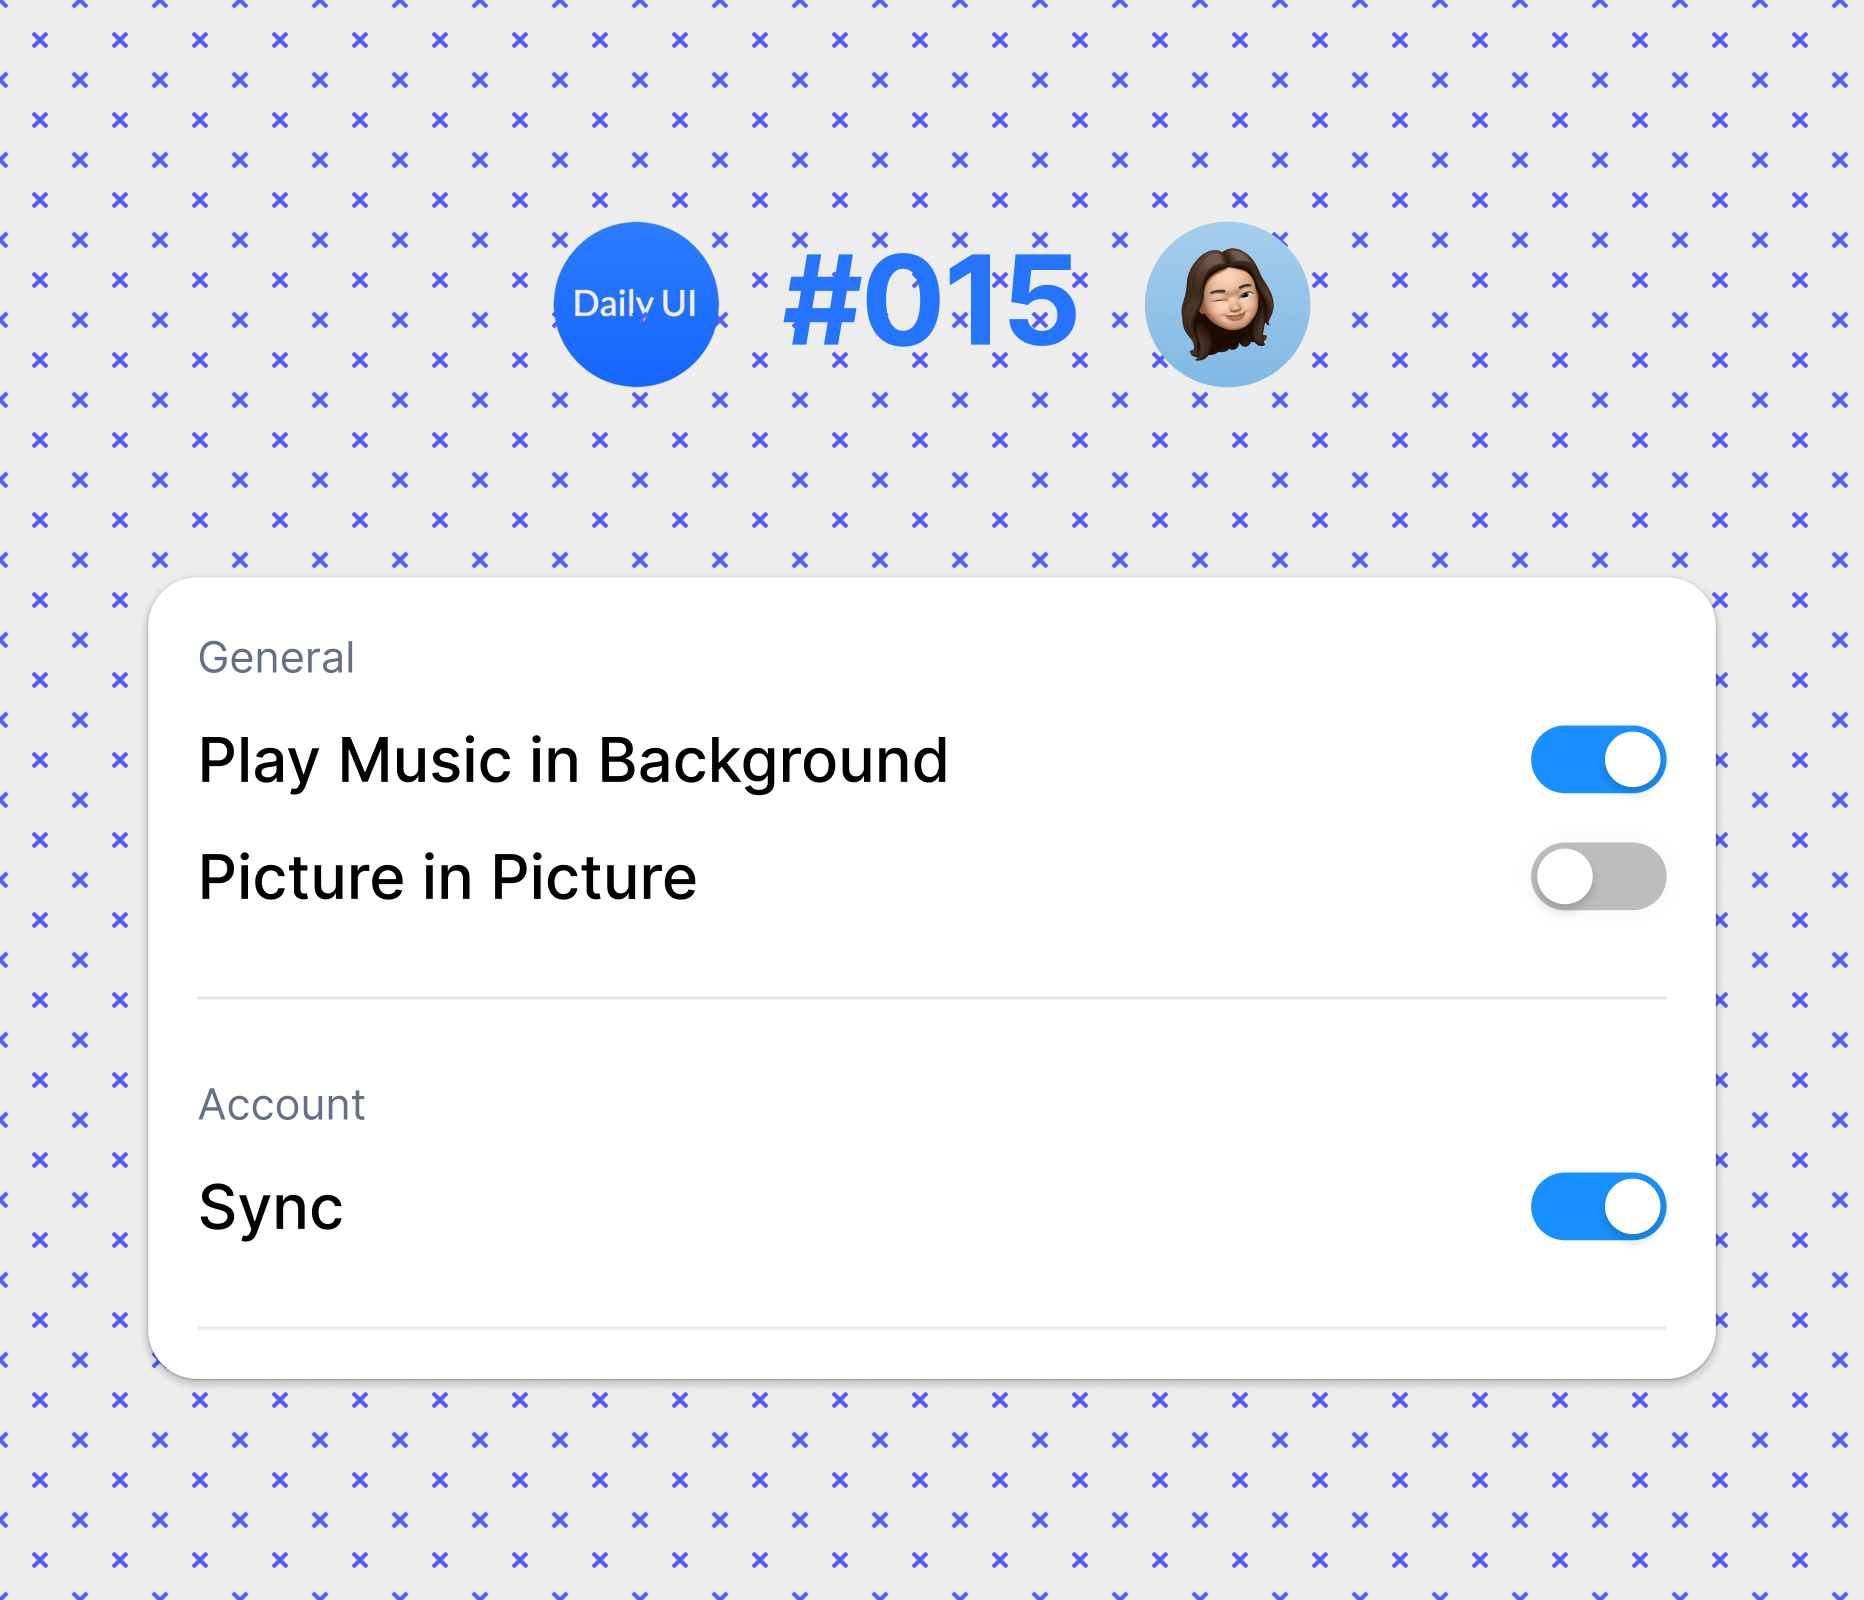 Daily UI
#015
General
Play Music in Background
Picture in Picture
Account
Sync